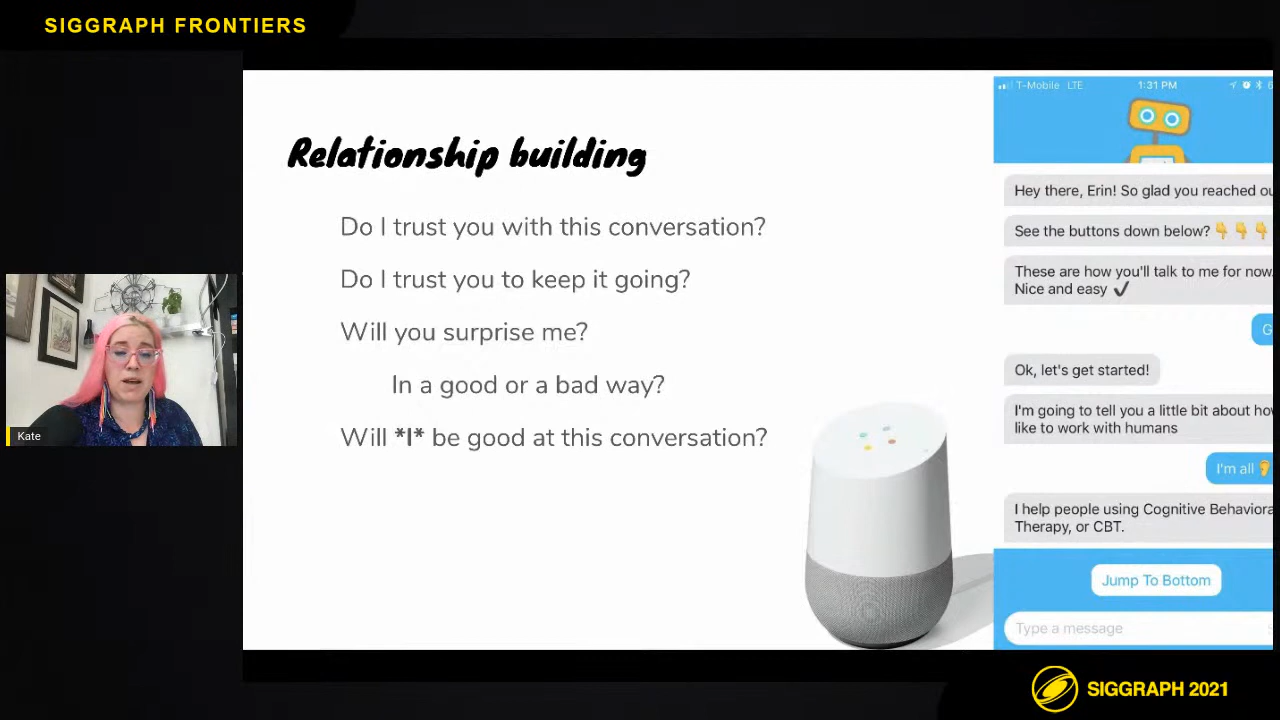 SIGGRAPH FRONTIERS
Relationship building
Do I trust you with this conversation?
Do I trust you to keep it going?
Will you surprise me?
In a good or a bad way?
Will *I* be good at this conversation?
Kate
T-Mobile LTE 1:31 PM
Hey there, Erin! So glad you reached ou
See the buttons down below? 👇 👇 👇
These are how you'll talk to me for now.
Nice and easy ✔
G
Ok, let's get started!
I'm going to tell you a little bit about how
like to work with humans
I'm all 👂
I help people using Cognitive Behaviora
Therapy, or CBT.
Jump To Bottom
Type a message
SIGGRAPH 2021